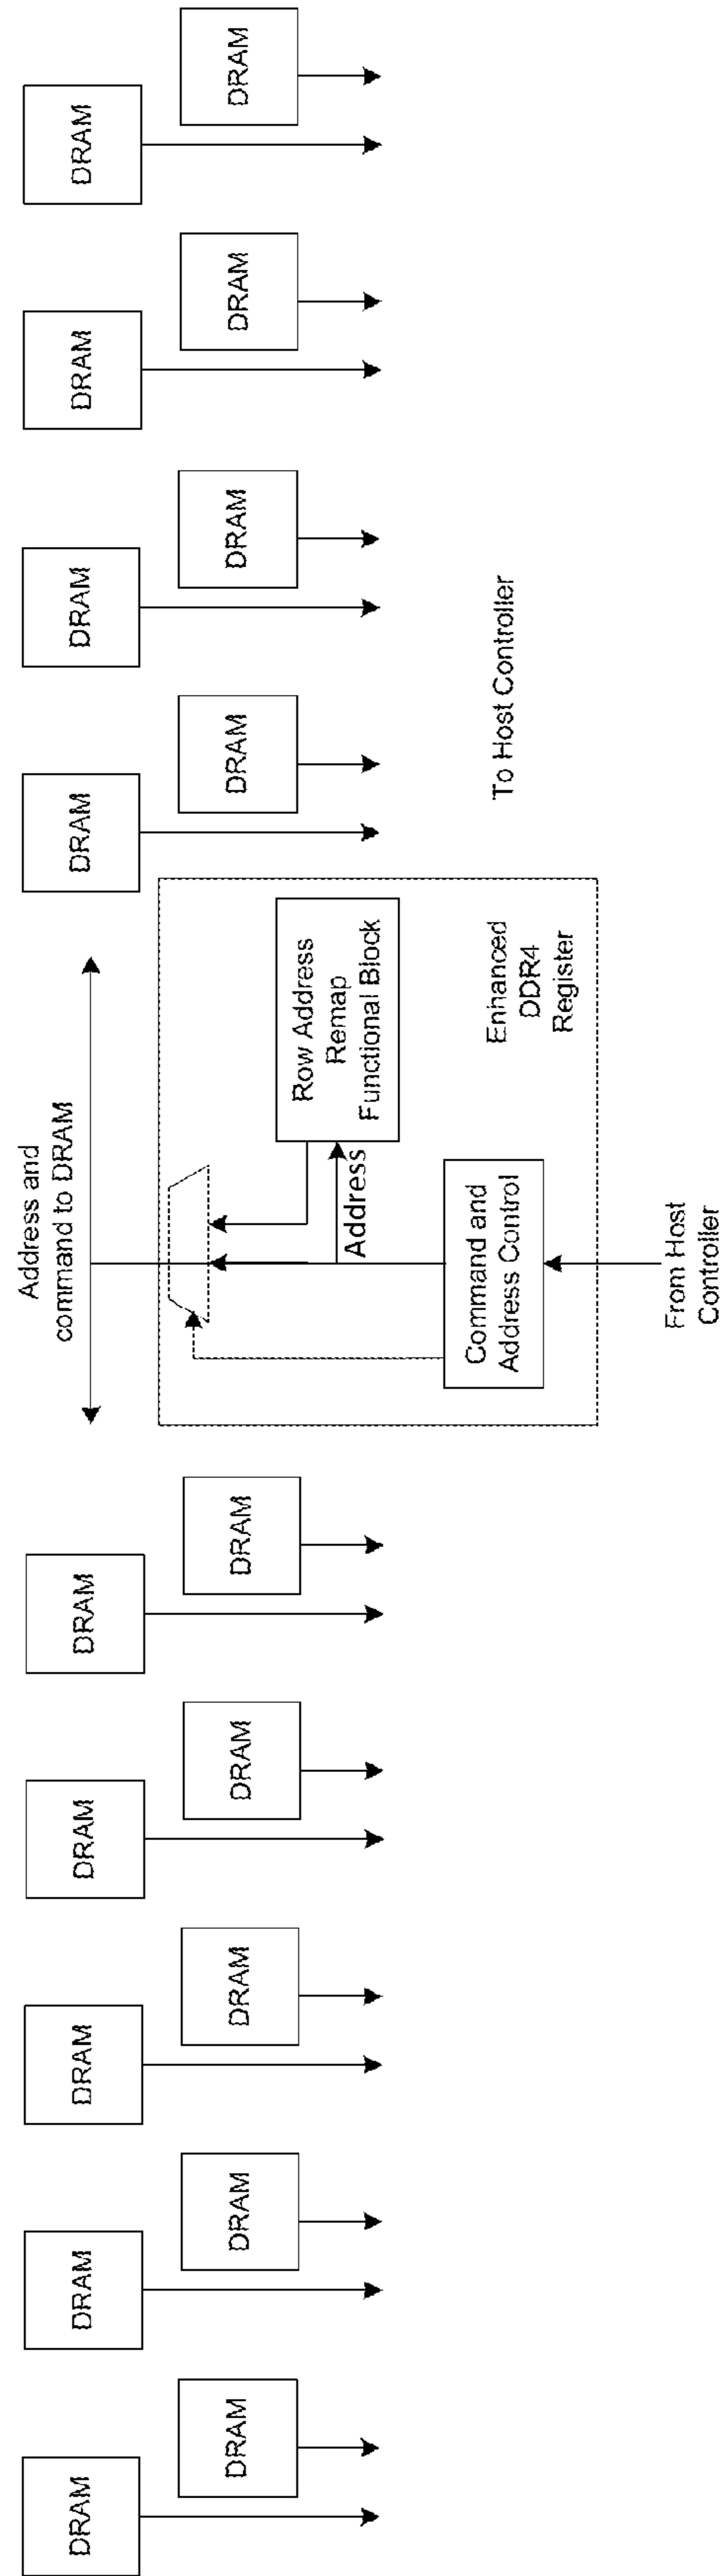 DRAM
DRAM
DRAM
DRAM
DRAM
Address and
command to DRAM
DRAM
DRAM
DRAM
DRAM
DRAM
DRAM
DRAM
DRAM
DRAM
DRAM
DRAM
DRAM
DRAM
Row Address
Remap
Functional Block
Address
Command and
Address Control
Enhanced
DDR4
Register
To Host Controller
From Host
Controller